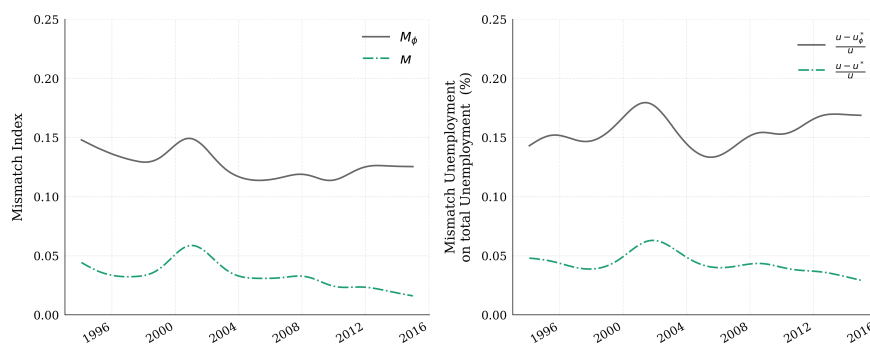 0.25
0.20
0.15
0.10
0.05
0.00
Mismatch Index
M_ϕ
M
1996
2000
2004
2008
2012
2016
0.25
0.20
0.15
0.10
0.05
0.00
Mismatch Unemployment
on total Unemployment (%)
u − u*_ϕ
u
u − u*
u
1996
2000
2004
2008
2012
2016